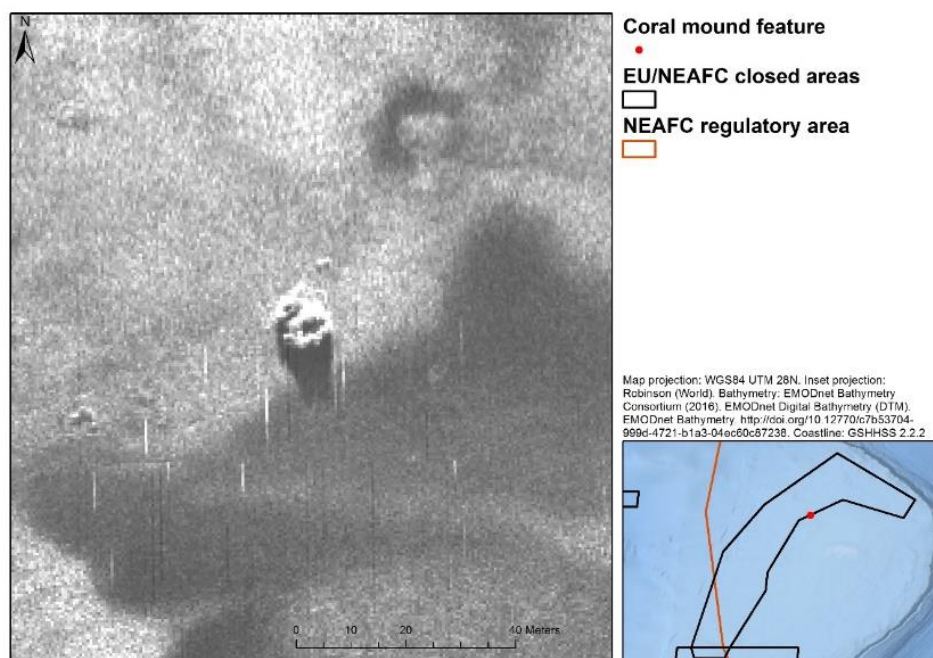 N
Coral mound feature
EU/NEAFC closed areas
NEAFC regulatory area
Map projection: WGS84 UTM 28N. Inset projection:
Robinson (World). Bathymetry: EMODnet Bathymetry
Consortium (2016). EMODnet Digital Bathymetry (DTM).
EMODnet Bathymetry. http://doi.org/10.12770/c7b53704-
999d-4721-b1a3-04ec60c87238. Coastline: GSHHSS 2.2.2
0 10 20 40 Meters